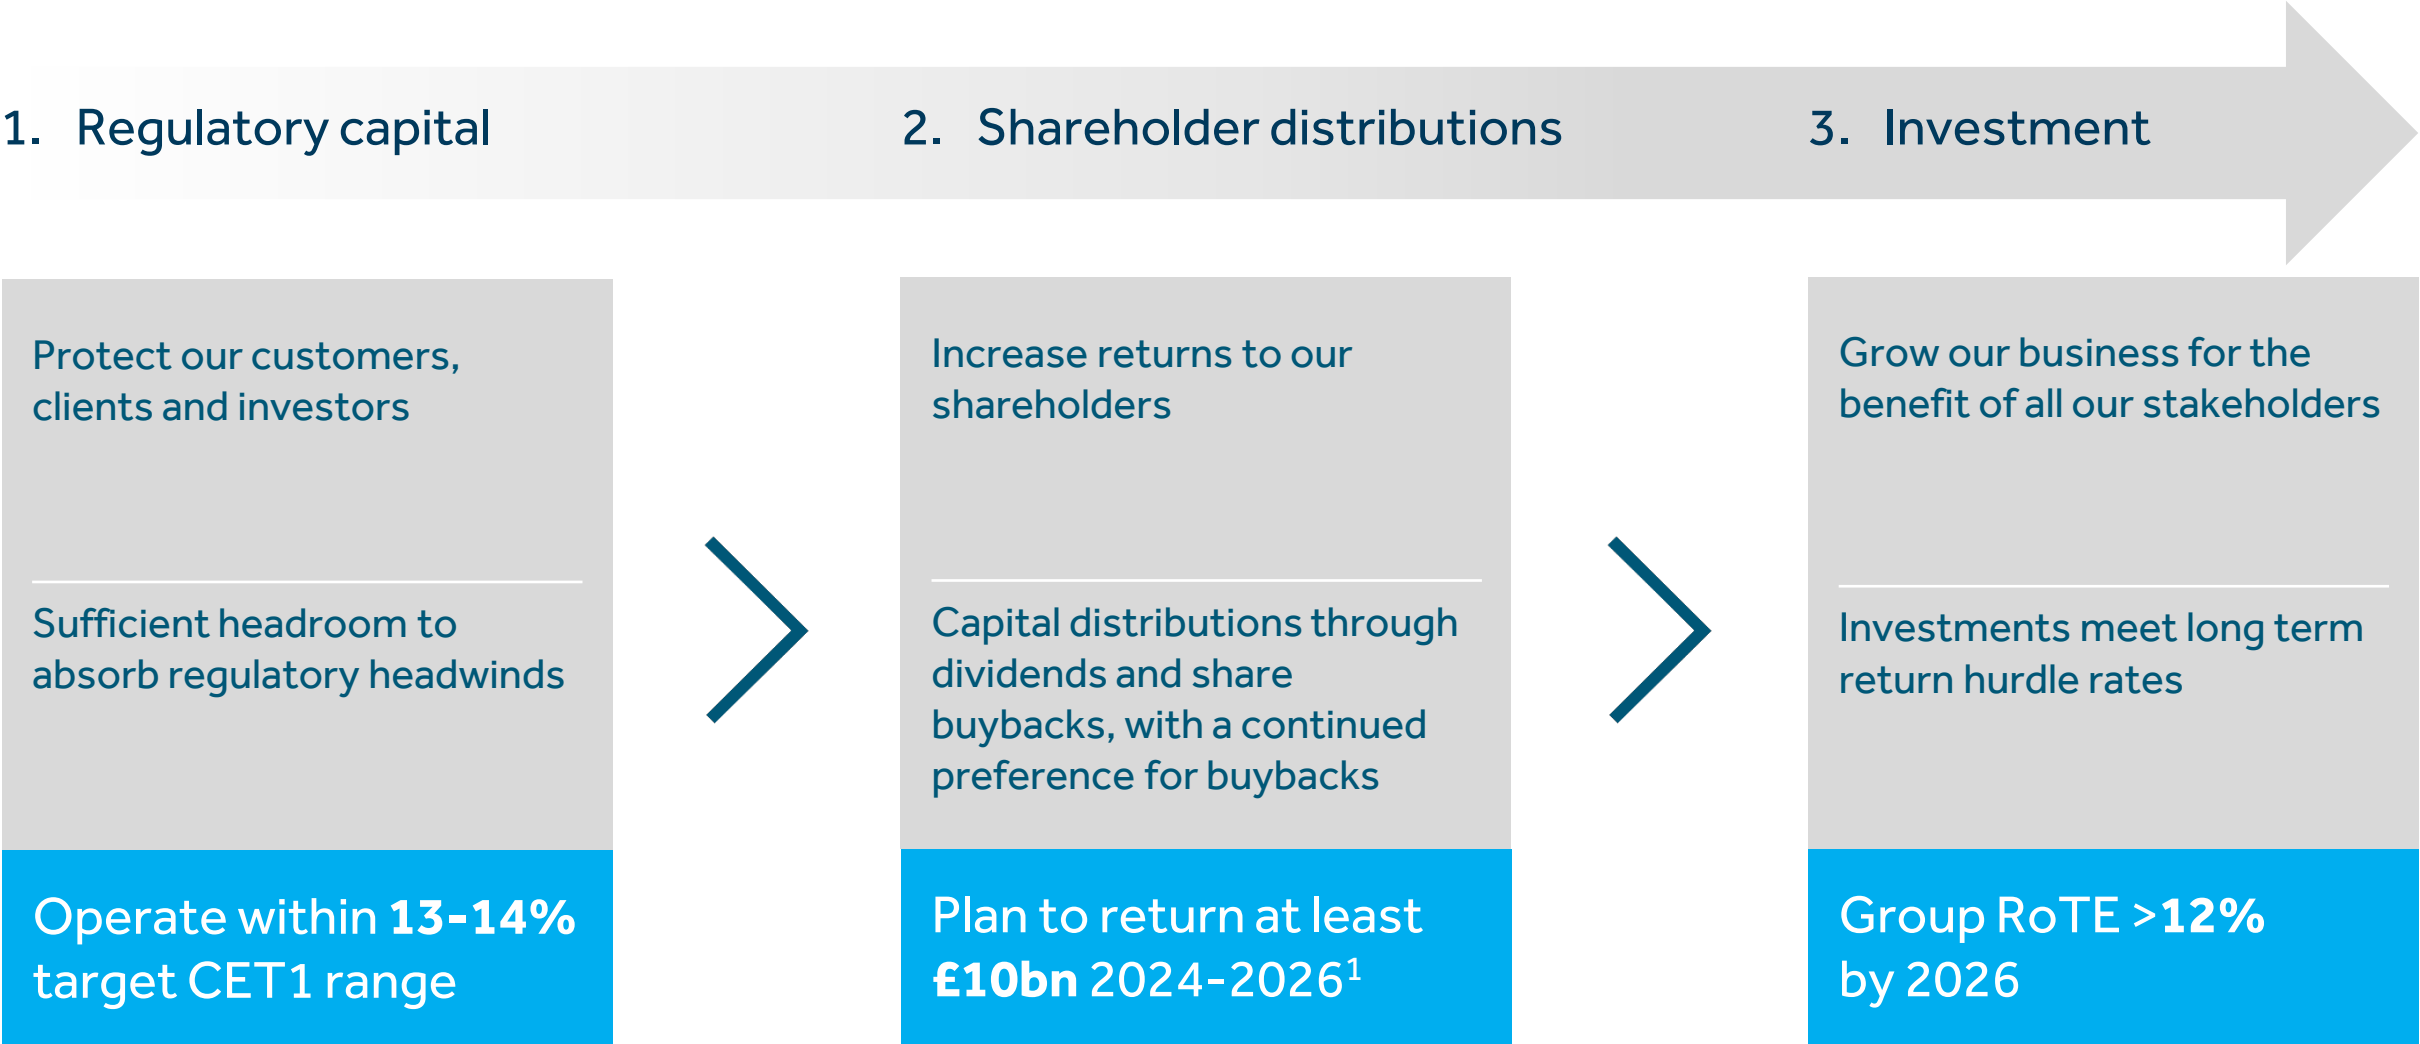 1. Regulatory capital
2. Shareholder distributions
3. Investment
Protect our customers,
clients and investors
Sufficient headroom to
absorb regulatory headwinds
Operate within 13-14%
target CET1 range
Increase returns to our
shareholders
Capital distributions through
dividends and share
buybacks, with a continued
preference for buybacks
Plan to return at least
£10bn 2024-2026¹
Grow our business for the
benefit of all our stakeholders
Investments meet long term
return hurdle rates
Group RoTE >12%
by 2026